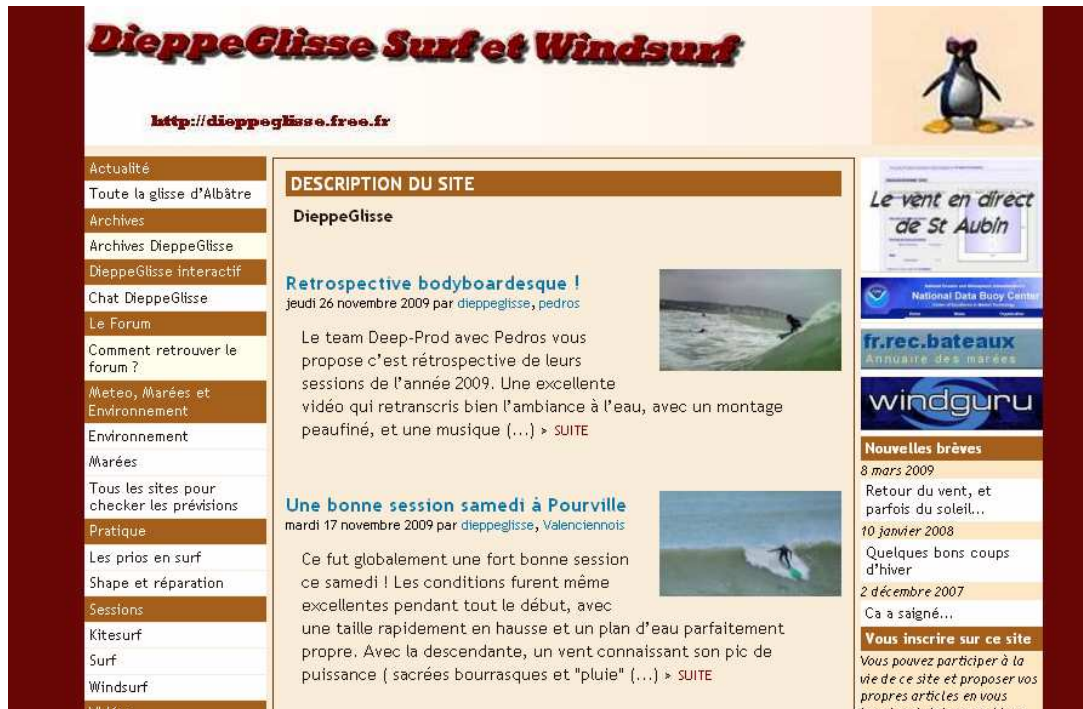 DieppeGlisse Surf et Windsurf
http://dieppeglisse.free.fr
Actualité
Toute la glisse d'Albâtre
Archives
Archives DieppeGlisse
DieppeGlisse interactif
Chat DieppeGlisse
Le Forum
Comment retrouver le
forum ?
Meteo, Marées et
Environnement
Environnement
Marées
Tous les sites pour
checker les prévisions
Pratique
Les prios en surf
Shape et réparation
Sessions
Kitesurf
Surf
Windsurf
DESCRIPTION DU SITE
DieppeGlisse
Retrospective bodyboardesque !
jeudi 26 novembre 2009 par dieppeglisse, pedros
Le team Deep-Prod avec Pedros vous
propose c'est rétrospective de leurs
sessions de l'année 2009. Une excellente
vidéo qui retranscris bien l'ambiance à l'eau, avec un montage
peaufiné, et une musique (...) > SUITE
Une bonne session samedi à Pourville
mardi 17 novembre 2009 par dieppeglisse, Valenciennois
Ce fut globalement une fort bonne session
ce samedi ! Les conditions furent même
excellentes pendant tout le début, avec
une taille rapidement en hausse et un plan d'eau parfaitement
propre. Avec la descendante, un vent connaissant son pic de
puissance ( sacrées bourrasques et "pluie" (...) > SUITE
Le vent en direct
de St Aubin
National Data Buoy Center
fr.rec.bateaux
Annuaire des marées
windguru
Nouvelles brèves
8 mars 2009
Retour du vent, et
parfois du soleil...
10 janvier 2008
Quelques bons coups
d'hiver
2 décembre 2007
Ca a saigné...
Vous inscrire sur ce site
Vous pouvez participer à la
vie de ce site et proposer vos
propres articles en vous